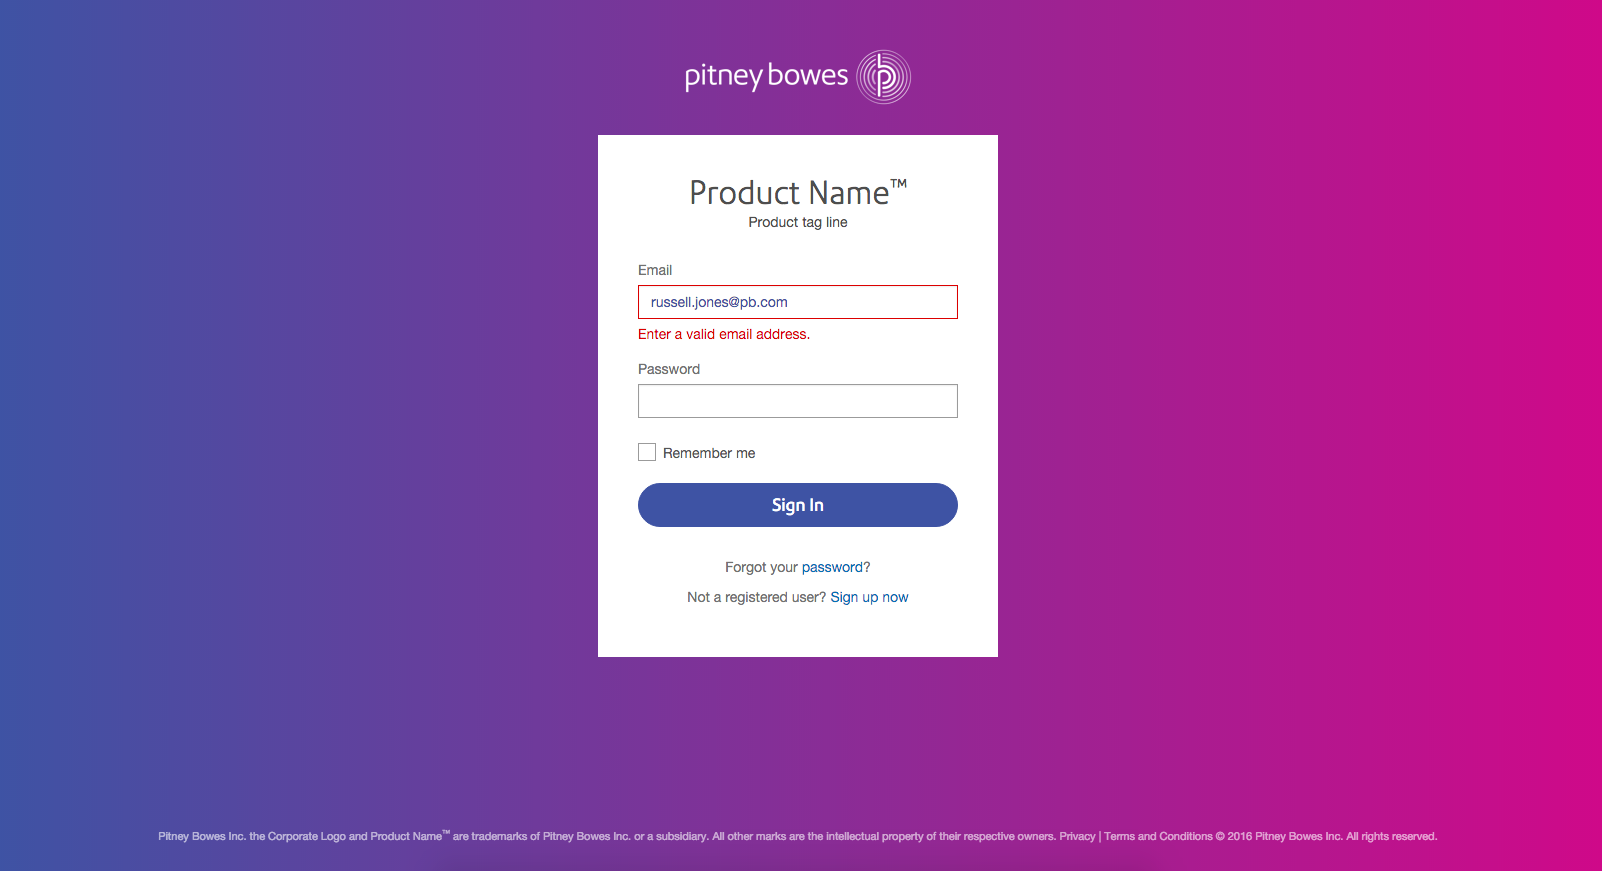 pitney bowes
Product Name™
Product tag line
Email
russell.jones@pb.com
Enter a valid email address.
Password
Remember me
Sign In
Forgot your password?
Not a registered user? Sign up now
Pitney Bowes Inc. the Corporate Logo and Product Name™ are trademarks of Pitney Bowes Inc. or a subsidiary. All other marks are the intellectual property of their respective owners. Privacy | Terms and Conditions © 2016 Pitney Bowes Inc. All rights reserved.